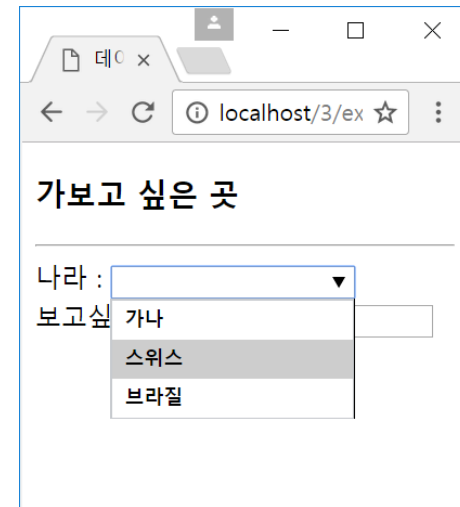 데이
localhost/3/ex
가보고 싶은 곳
나라 :
보고싶
가나
스위스
브라질